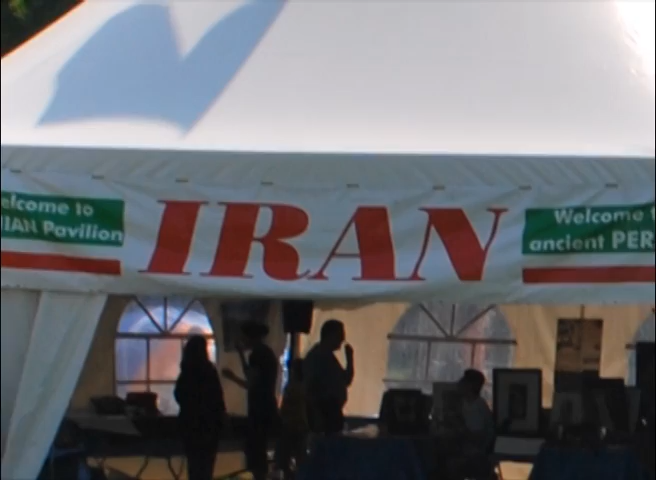 elcome to
IAN Pavilion
IRAN
Welcome t
ancient PER